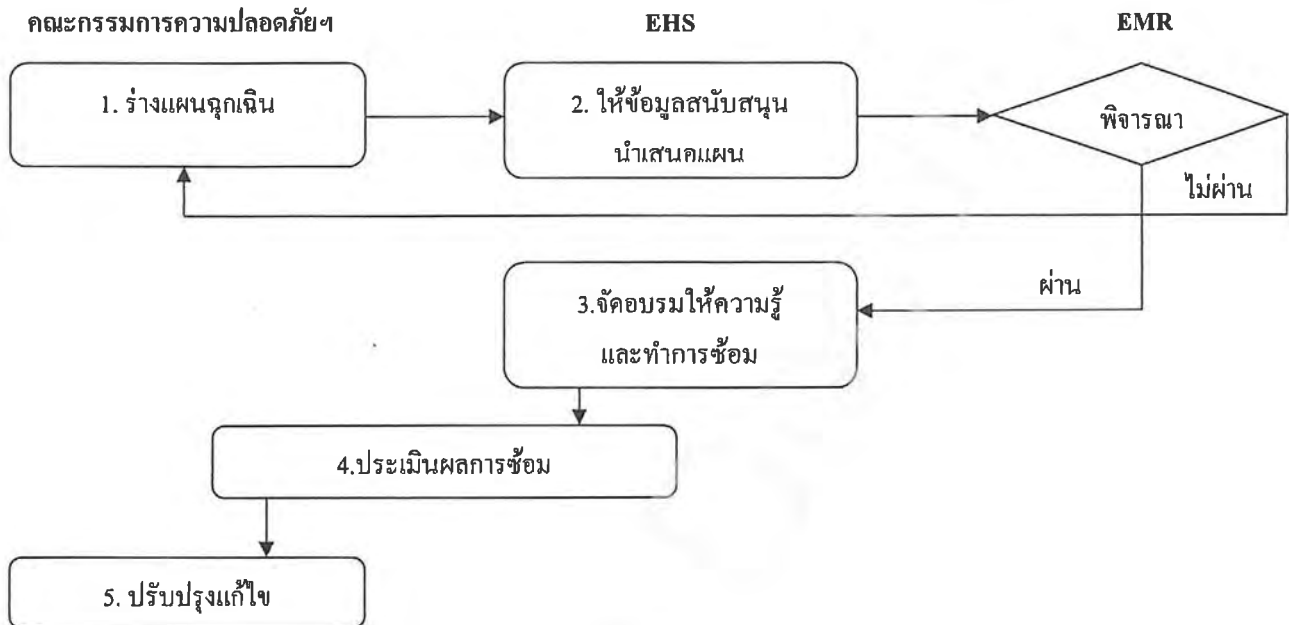 คณะกรรมการความปลอดภัยฯ
EHS
EMR
1. ร่างแผนฉุกเฉิน
2. ให้ข้อมูลสนับสนุน
นำเสนอแผน
พิจารณา
ไม่ผ่าน
ผ่าน
3.จัดอบรมให้ความรู้
และทำการซ้อม
4.ประเมินผลการซ้อม
5. ปรับปรุงแก้ไข